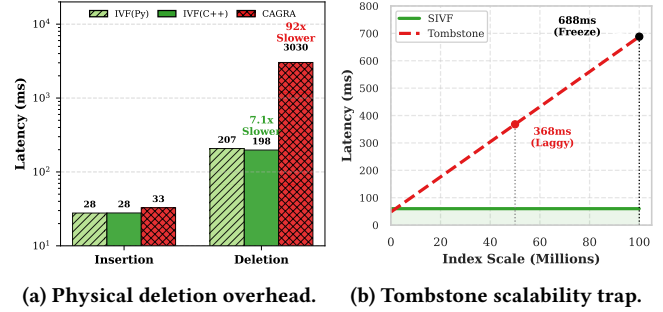 IVF(Py) IVF(C++) CAGRA
10⁴
10³
10²
10¹
Latency (ms)
28
28
33
207
7.1x
Slower
198
92x
Slower
3030
Insertion Deletion
(a) Physical deletion overhead.
SIVF
Tombstone
800
700
600
500
400
300
200
100
0
Latency (ms)
688ms
(Freeze)
368ms
(Laggy)
0 20 40 60 80 100
Index Scale (Millions)
(b) Tombstone scalability trap.